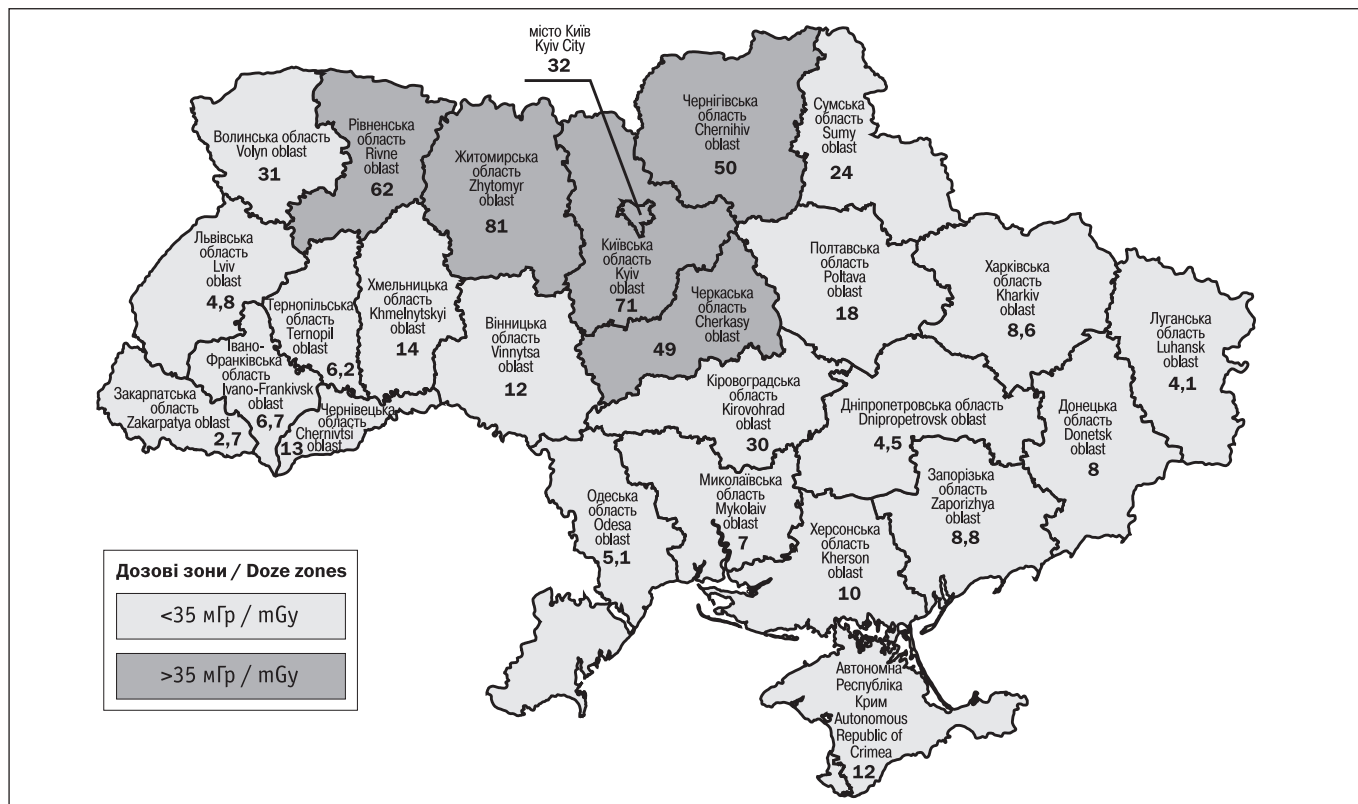 місто Київ
Kyiv City
32
Волинська область
Volyn oblast
31
Рівненська
область
Rivne
oblast
62
Житомирська
область
Zhytomyr
oblast
81
Київська
область
Kyiv
oblast
71
Чернігівська
область
Chernihiv
oblast
50
Сумська
область
Sumy
oblast
24
Львівська
область
Lviv
oblast
4,8
Тернопільська
область
Ternopil
oblast
6,2
Хмельницька
область
Khmelnytskyi
oblast
14
Вінницька
область
Vinnytsa
oblast
12
Черкаська
область
Cherkasy
oblast
49
Полтавська
область
Poltava
oblast
18
Харківська
область
Kharkiv
oblast
8,6
Луганська
область
Luhansk
oblast
4,1
Закарпатська
область
Zakarpatya oblast
2,7
Івано-
Франківська
область
Ivano-Frankivsk
oblast
6,7
Чернівецька
область
Chernivtsi
oblast
13
Кіровоградська
область
Kirovohrad
oblast
30
Дніпропетровська область
Dnipropetrovsk oblast
4,5
Донецька
область
Donetsk
oblast
8
Одеська
область
Odesa
oblast
5,1
Миколаївська
область
Mykolaiv
oblast
7
Херсонська
область
Kherson
oblast
10
Запорізька
область
Zaporizhya
oblast
8,8
Автономна
Республіка
Крим
Autonomous
Republic of
Crimea
12
Дозові зони / Doze zones
<35 мГр / mGy
>35 мГр / mGy